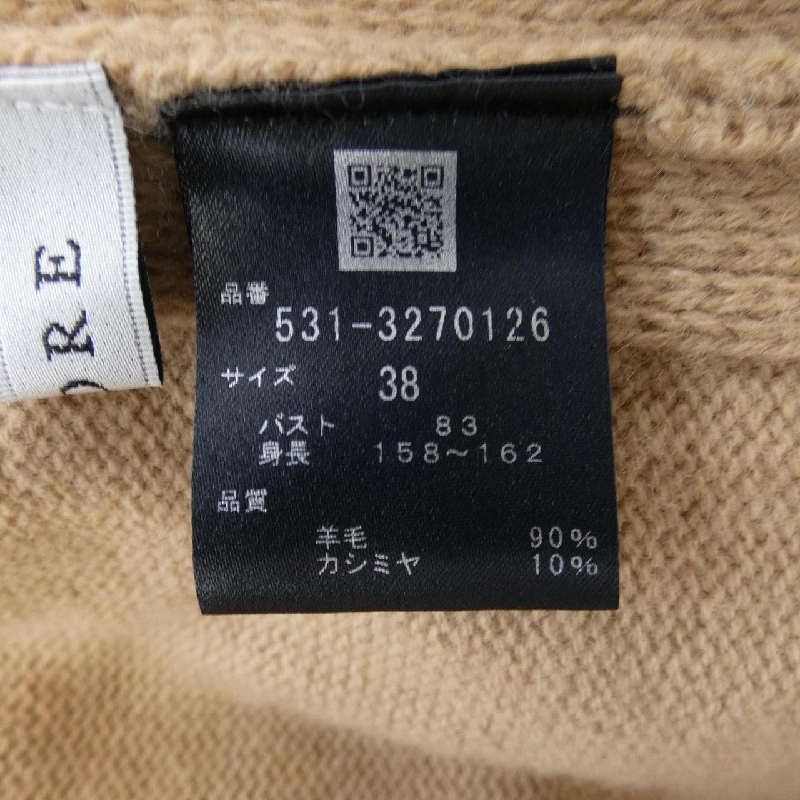 ORE
品番
531-3270126
サイズ 38
バスト 83
身長 158～162
品質
羊毛 90%
カシミヤ 10%